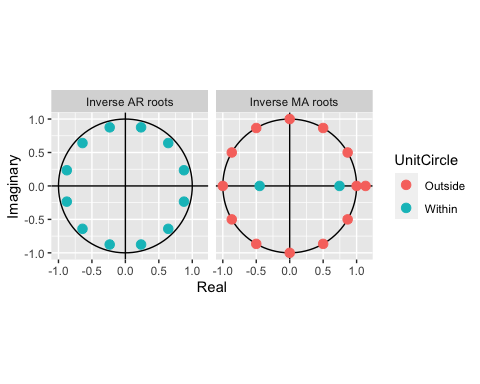 Inverse AR roots
Inverse MA roots
1.0
0.5
0.0
-0.5
-1.0
Imaginary
-1.0 -0.5 0.0 0.5 1.0
-1.0 -0.5 0.0 0.5 1.0
Real
UnitCircle
Outside
Within